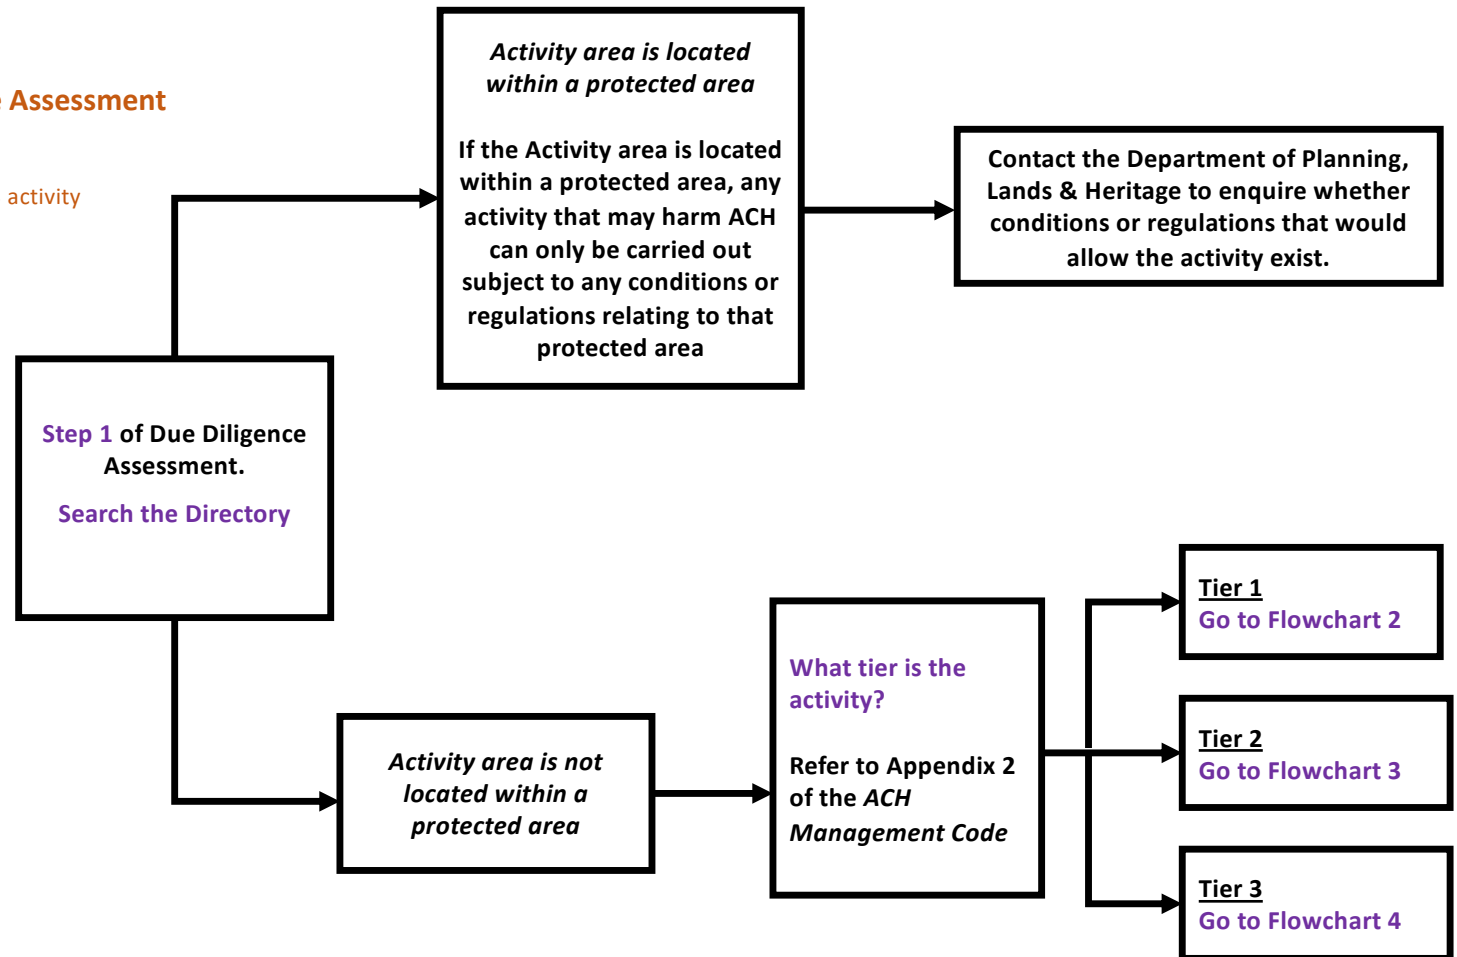 Assessment
activity
Activity area is located
within a protected area
If the Activity area is located
within a protected area, any
activity that may harm ACH
can only be carried out
subject to any conditions or
regulations relating to that
protected area
Contact the Department of Planning,
Lands & Heritage to enquire whether
conditions or regulations that would
allow the activity exist.
Step 1 of Due Diligence
Assessment.
Search the Directory
Activity area is not
located within a
protected area
What tier is the
activity?
Refer to Appendix 2
of the ACH
Management Code
Tier 1
Go to Flowchart 2
Tier 2
Go to Flowchart 3
Tier 3
Go to Flowchart 4